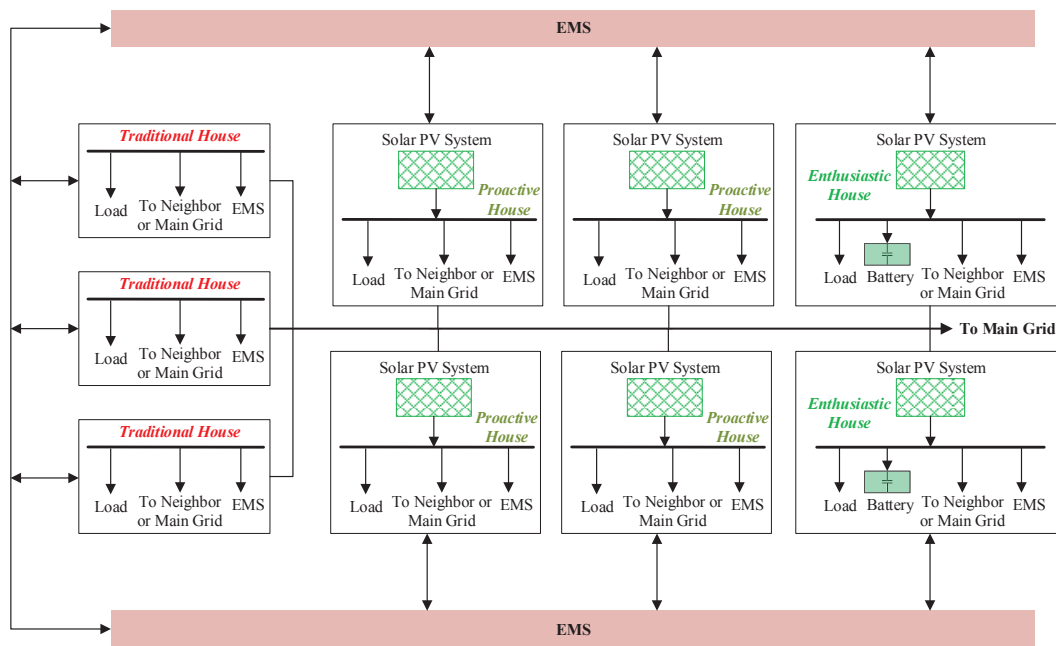 EMS
Traditional House
Load
To Neighbor
or Main Grid
EMS
Traditional House
Load
To Neighbor
or Main Grid
EMS
Traditional House
Load
To Neighbor
or Main Grid
EMS
Solar PV System
Proactive
House
Load
To Neighbor or
Main Grid
EMS
Solar PV System
Proactive
House
Load
To Neighbor or
Main Grid
EMS
Solar PV System
Enthusiastic
House
Load
Battery
To Neighbor
or Main Grid
EMS
To Main Grid
Solar PV System
Proactive
House
Load
To Neighbor or
Main Grid
EMS
Solar PV System
Proactive
House
Load
To Neighbor or
Main Grid
EMS
Solar PV System
Enthusiastic
House
Load
Battery
To Neighbor
or Main Grid
EMS
EMS